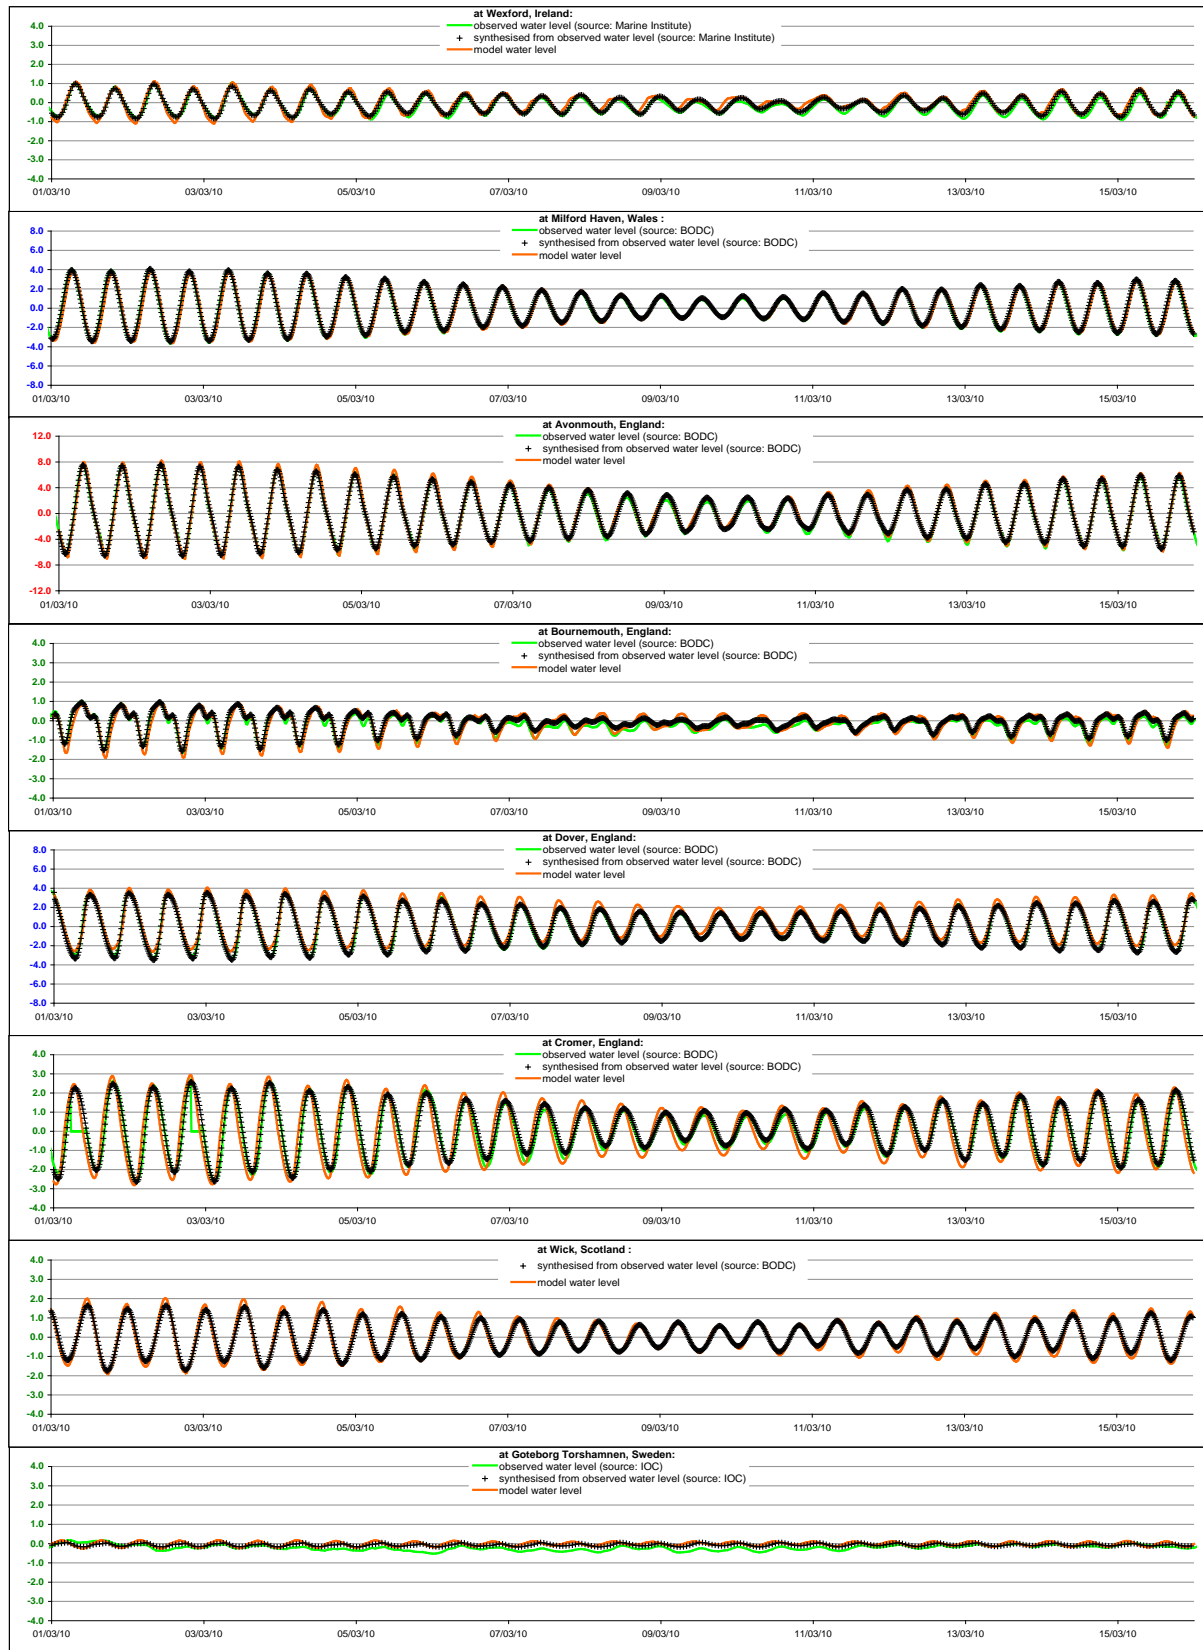 at Wexford, Ireland:
observed water level (source: Marine Institute)
synthesised from observed water level (source: Marine Institute)
model water level
4.0
3.0
2.0
1.0
0.0
-1.0
-2.0
-3.0
-4.0
01/03/10 03/03/10 05/03/10 07/03/10 09/03/10 11/03/10 13/03/10 15/03/10
at Milford Haven, Wales :
observed water level (source: BODC)
synthesised from observed water level (source: BODC)
model water level
8.0
6.0
4.0
2.0
0.0
-2.0
-4.0
-6.0
-8.0
01/03/10 03/03/10 05/03/10 07/03/10 09/03/10 11/03/10 13/03/10 15/03/10
at Avonmouth, England:
observed water level (source: BODC)
synthesised from observed water level (source: BODC)
model water level
12.0
8.0
4.0
0.0
-4.0
-8.0
-12.0
01/03/10 03/03/10 05/03/10 07/03/10 09/03/10 11/03/10 13/03/10 15/03/10
at Bournemouth, England:
observed water level (source: BODC)
synthesised from observed water level (source: BODC)
model water level
4.0
3.0
2.0
1.0
0.0
-1.0
-2.0
-3.0
-4.0
01/03/10 03/03/10 05/03/10 07/03/10 09/03/10 11/03/10 13/03/10 15/03/10
at Dover, England:
observed water level (source: BODC)
synthesised from observed water level (source: BODC)
model water level
8.0
6.0
4.0
2.0
0.0
-2.0
-4.0
-6.0
-8.0
01/03/10 03/03/10 05/03/10 07/03/10 09/03/10 11/03/10 13/03/10 15/03/10
at Cromer, England:
observed water level (source: BODC)
synthesised from observed water level (source: BODC)
model water level
4.0
3.0
2.0
1.0
0.0
-1.0
-2.0
-3.0
-4.0
01/03/10 03/03/10 05/03/10 07/03/10 09/03/10 11/03/10 13/03/10 15/03/10
at Wick, Scotland :
synthesised from observed water level (source: BODC)
model water level
4.0
3.0
2.0
1.0
0.0
-1.0
-2.0
-3.0
-4.0
01/03/10 03/03/10 05/03/10 07/03/10 09/03/10 11/03/10 13/03/10 15/03/10
at Goteborg Torshamnen, Sweden:
observed water level (source: IOC)
synthesised from observed water level (source: IOC)
model water level
4.0
3.0
2.0
1.0
0.0
-1.0
-2.0
-3.0
-4.0
01/03/10 03/03/10 05/03/10 07/03/10 09/03/10 11/03/10 13/03/10 15/03/10